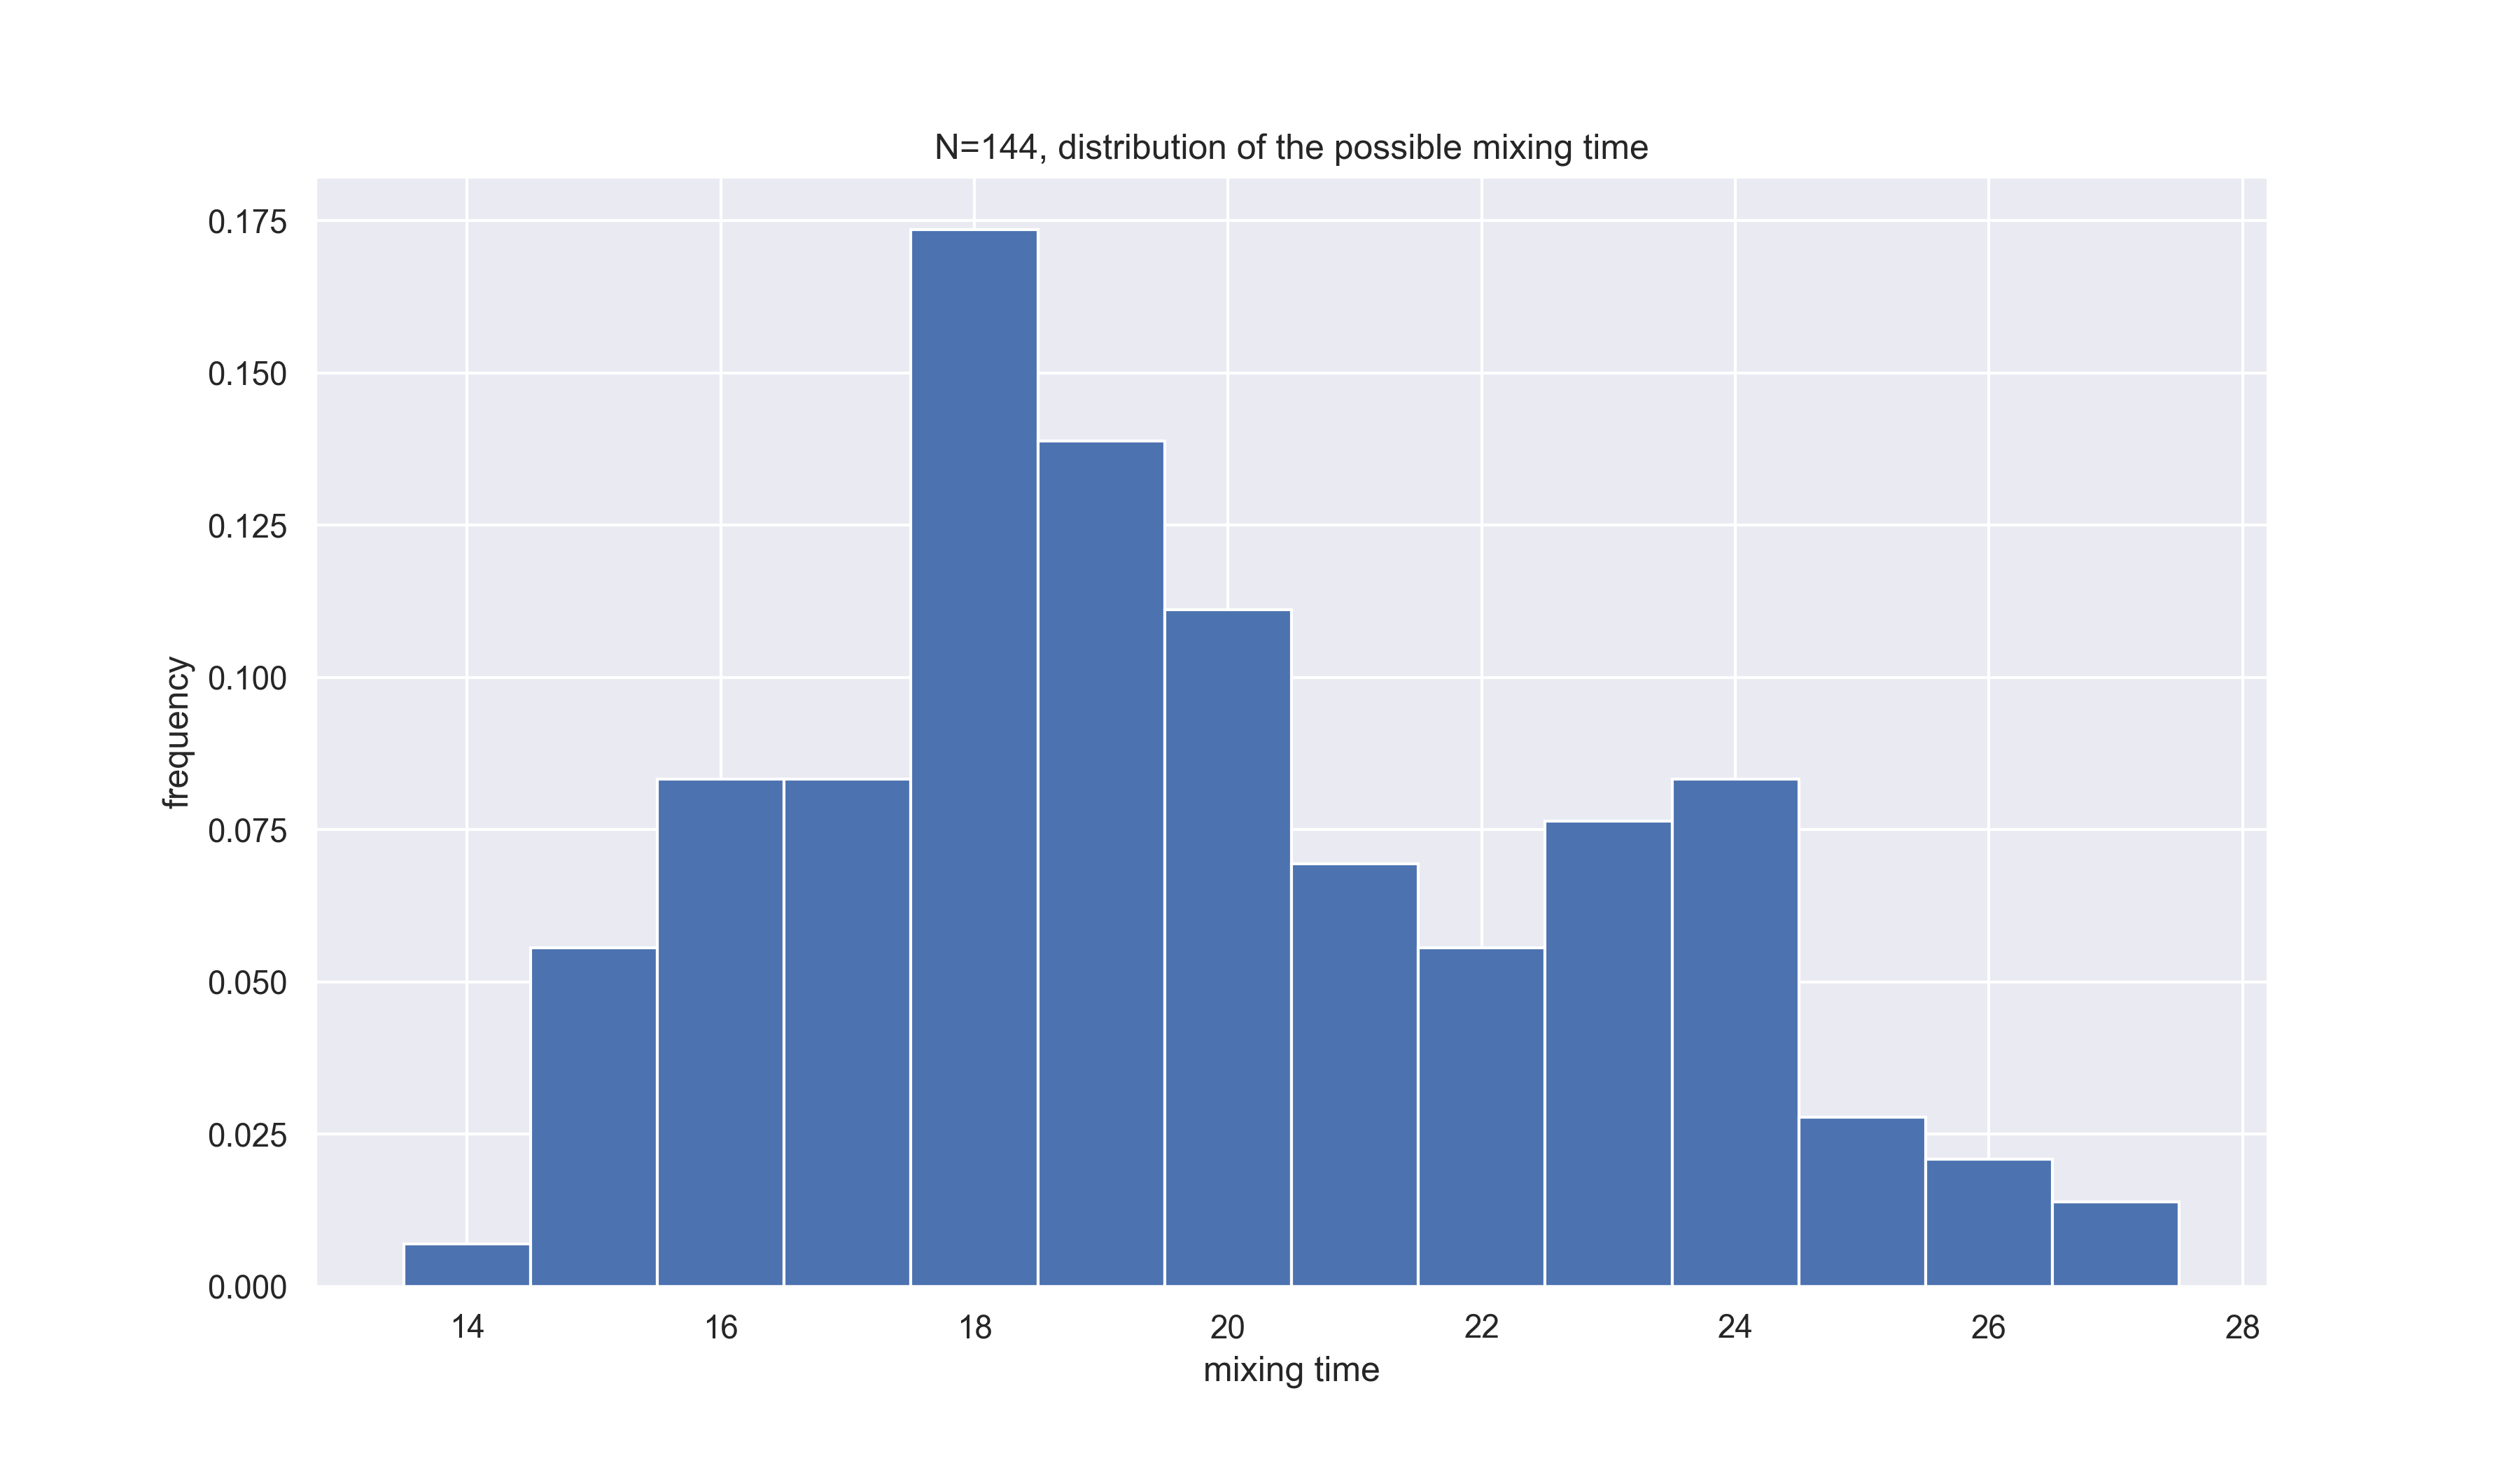 N=144, distribution of the possible mixing time
0.175
0.150
0.125
0.100
0.075
0.050
0.025
0.000
frequency
14 16 18 20 22 24 26 28
mixing time